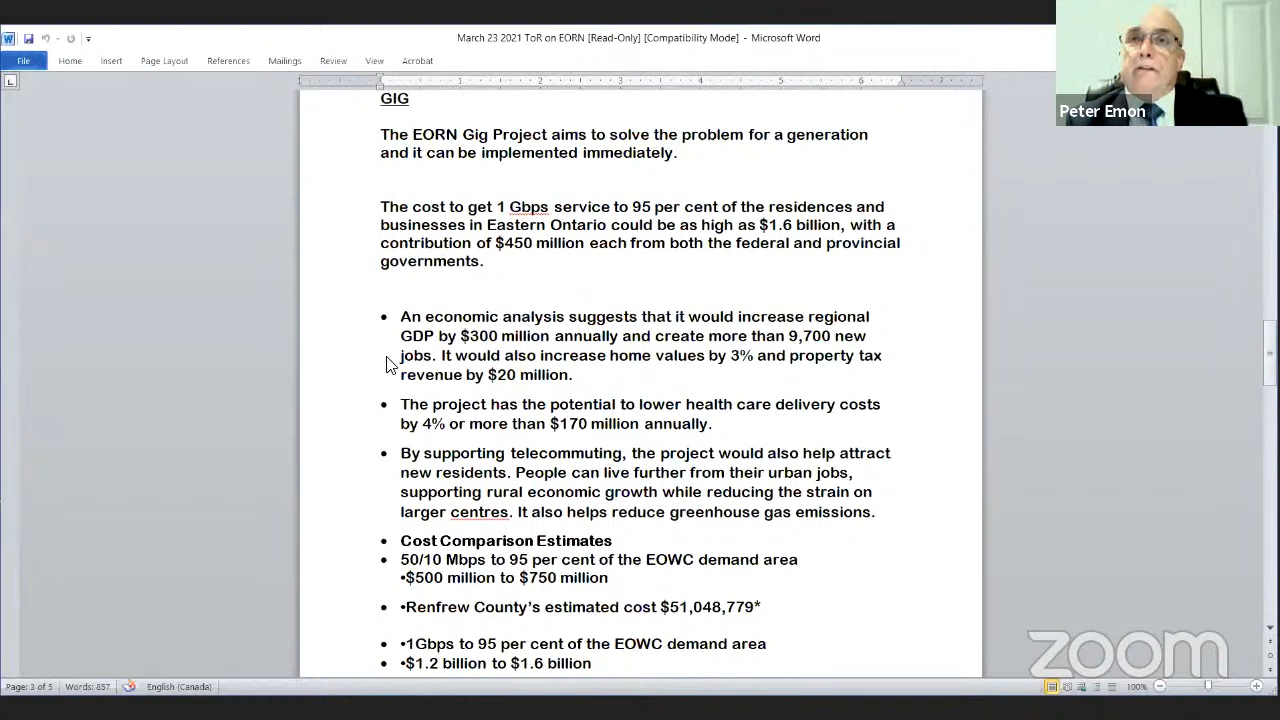 March 23 2021 ToR on EORN [Read-Only] [Compatibility Mode] - Microsoft Word
File Home Insert Page Layout References Mailings Review View Acrobat
Peter Emon
1 2 3 4 5 6 7
GIG
The EORN Gig Project aims to solve the problem for a generation
and it can be implemented immediately.
The cost to get 1 Gbps service to 95 per cent of the residences and
businesses in Eastern Ontario could be as high as $1.6 billion, with a
contribution of $450 million each from both the federal and provincial
governments.
• An economic analysis suggests that it would increase regional
GDP by $300 million annually and create more than 9,700 new
jobs. It would also increase home values by 3% and property tax
revenue by $20 million.
• The project has the potential to lower health care delivery costs
by 4% or more than $170 million annually.
• By supporting telecommuting, the project would also help attract
new residents. People can live further from their urban jobs,
supporting rural economic growth while reducing the strain on
larger centres. It also helps reduce greenhouse gas emissions.
• Cost Comparison Estimates
• 50/10 Mbps to 95 per cent of the EOWC demand area
•$500 million to $750 million
• •Renfrew County's estimated cost $51,048,779*
• •1Gbps to 95 per cent of the EOWC demand area
• •$1.2 billion to $1.6 billion
zoom
Page: 3 of 5 Words: 857 English (Canada) 100%